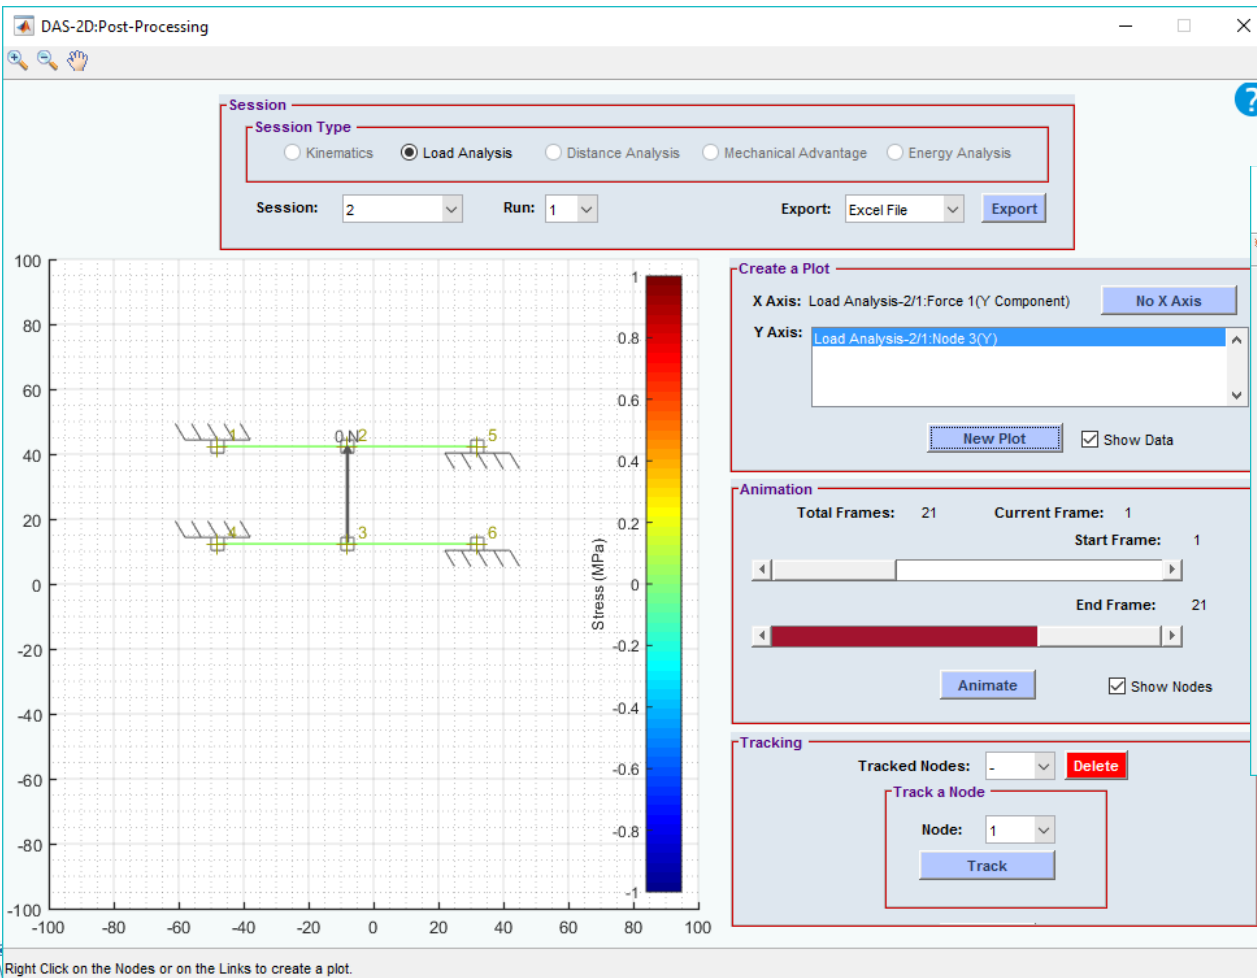 DAS-2D:Post-Processing
Session
Session Type
Kinematics Load Analysis Distance Analysis Mechanical Advantage Energy Analysis
Session: 2 Run: 1 Export: Excel File Export
Create a Plot
X Axis: Load Analysis-2/1:Force 1(Y Component) No X Axis
Y Axis: Load Analysis-2/1:Node 3(Y)
New Plot Show Data
Animation
Total Frames: 21 Current Frame: 1
Start Frame: 1
End Frame: 21
Animate Show Nodes
Tracking
Tracked Nodes: - Delete
Track a Node
Node: 1
Track
100
80
60
40
20
0
-20
-40
-60
-80
-100
-100 -80 -60 -40 -20 0 20 40 60 80 100
1 0 N 2 5
4 3 6
Stress (MPa)
1
0.8
0.6
0.4
0.2
0
-0.2
-0.4
-0.6
-0.8
-1
?
Right Click on the Nodes or on the Links to create a plot.